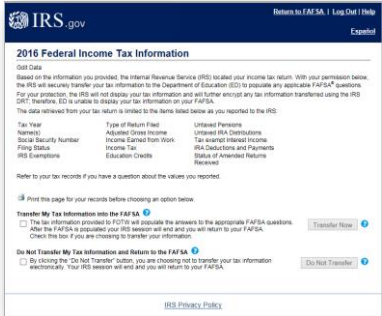 IRS.gov
Return to FAFSA | Log Out | Help
Español
2016 Federal Income Tax Information
Edit Data
Based on the information you provided, the Internal Revenue Service (IRS) located your income tax return. With your permission below,
the IRS will securely transfer your tax information to the Department of Education (ED) to populate any applicable FAFSA® questions.
For your protection, the IRS will not display your tax information and will further encrypt any tax information transferred using the IRS
DRT; therefore, ED is unable to display your tax information on your FAFSA.
The data retrieved from your tax return is limited to the items listed below as you reported to the IRS:
Tax Year Type of Return Filed Untaxed Pensions
Name(s) Adjusted Gross Income Untaxed IRA Distributions
Social Security Number Income Earned from Work Tax exempt Interest Income
Filing Status Income Tax IRA Deductions and Payments
IRS Exemptions Education Credits Status of Amended Returns
Received
Refer to your tax records if you have a question about the values you reported.
Print this page for your records before choosing an option below.
Transfer My Tax Information into the FAFSA ?
The tax information provided to FOTW will populate the answers to the appropriate FAFSA questions.
After the FAFSA is populated your IRS session will end and you will return to your FAFSA.
Check this box if you are choosing to transfer your information.
Transfer Now ?
Do Not Transfer My Tax Information and Return to the FAFSA ?
By clicking the "Do Not Transfer" button, you are choosing not to transfer your tax information
electronically. Your IRS session will end and you will return to your FAFSA.
Do Not Transfer ?
IRS Privacy Policy